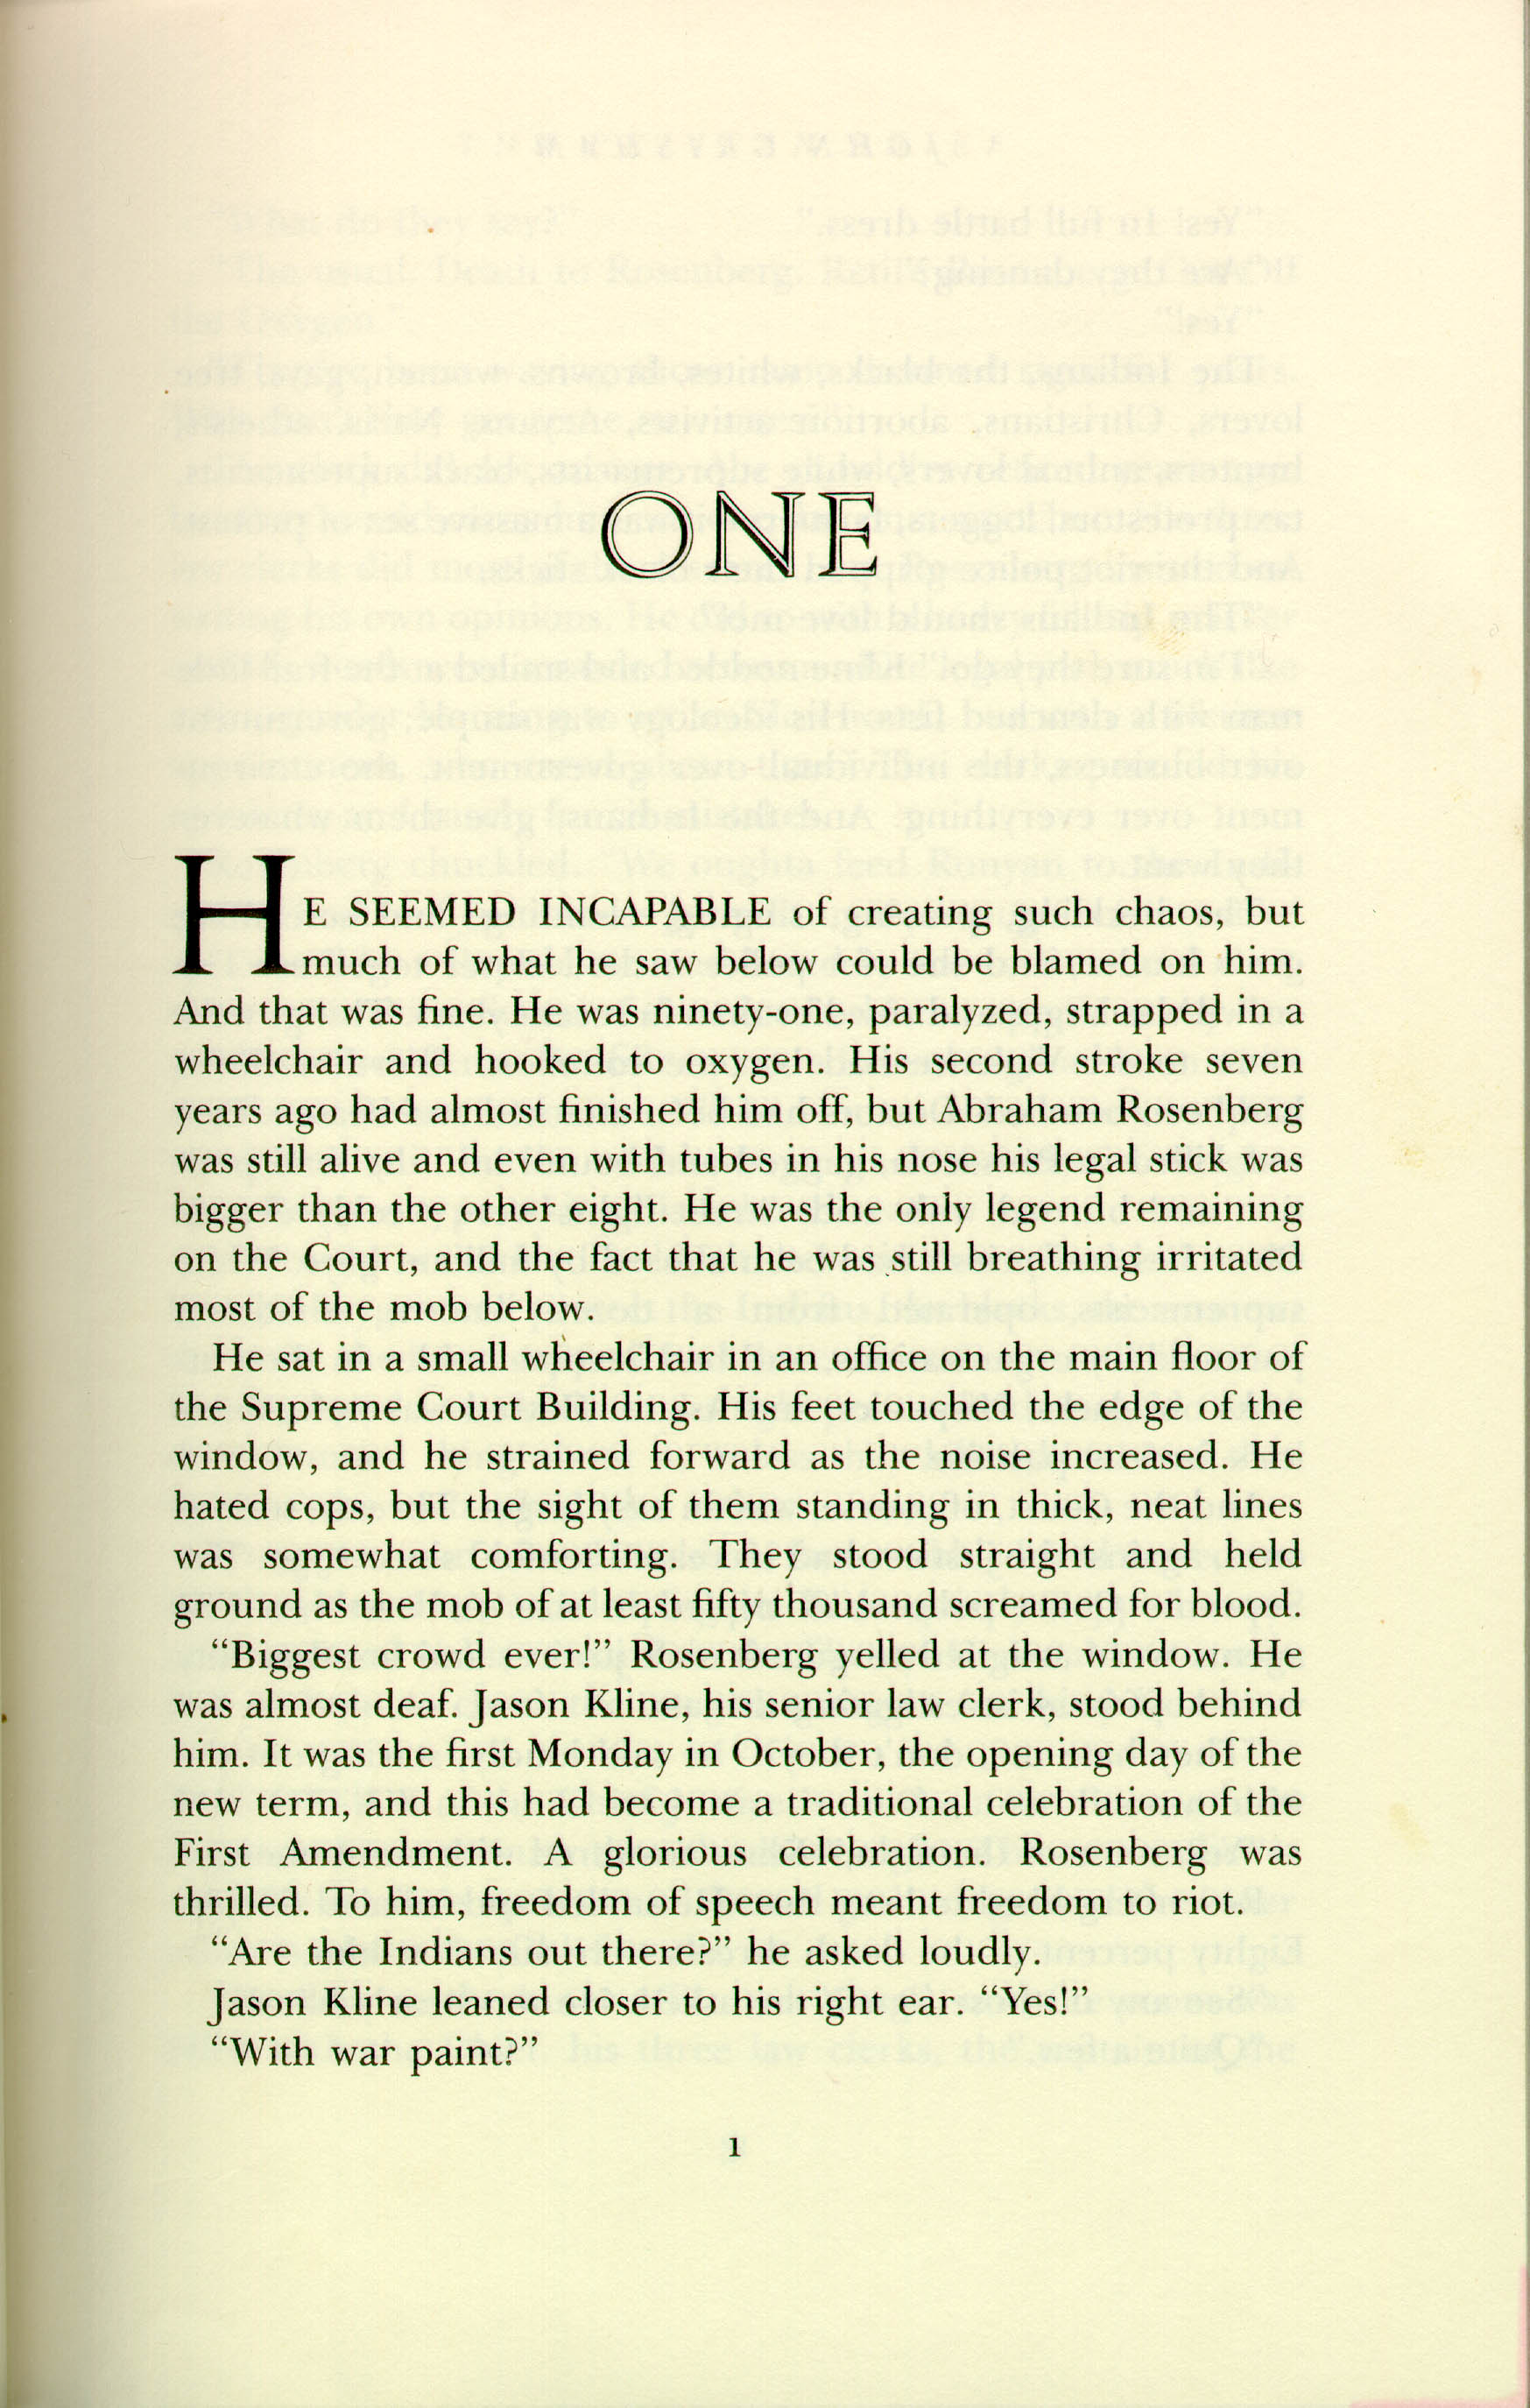 ONE
HE SEEMED INCAPABLE of creating such chaos, but
much of what he saw below could be blamed on him.
And that was fine. He was ninety-one, paralyzed, strapped in a
wheelchair and hooked to oxygen. His second stroke seven
years ago had almost finished him off, but Abraham Rosenberg
was still alive and even with tubes in his nose his legal stick was
bigger than the other eight. He was the only legend remaining
on the Court, and the fact that he was still breathing irritated
most of the mob below.
He sat in a small wheelchair in an office on the main floor of
the Supreme Court Building. His feet touched the edge of the
window, and he strained forward as the noise increased. He
hated cops, but the sight of them standing in thick, neat lines
was somewhat comforting. They stood straight and held
ground as the mob of at least fifty thousand screamed for blood.
“Biggest crowd ever!” Rosenberg yelled at the window. He
was almost deaf. Jason Kline, his senior law clerk, stood behind
him. It was the first Monday in October, the opening day of the
new term, and this had become a traditional celebration of the
First Amendment. A glorious celebration. Rosenberg was
thrilled. To him, freedom of speech meant freedom to riot.
“Are the Indians out there?” he asked loudly.
Jason Kline leaned closer to his right ear. “Yes!”
“With war paint?”
1